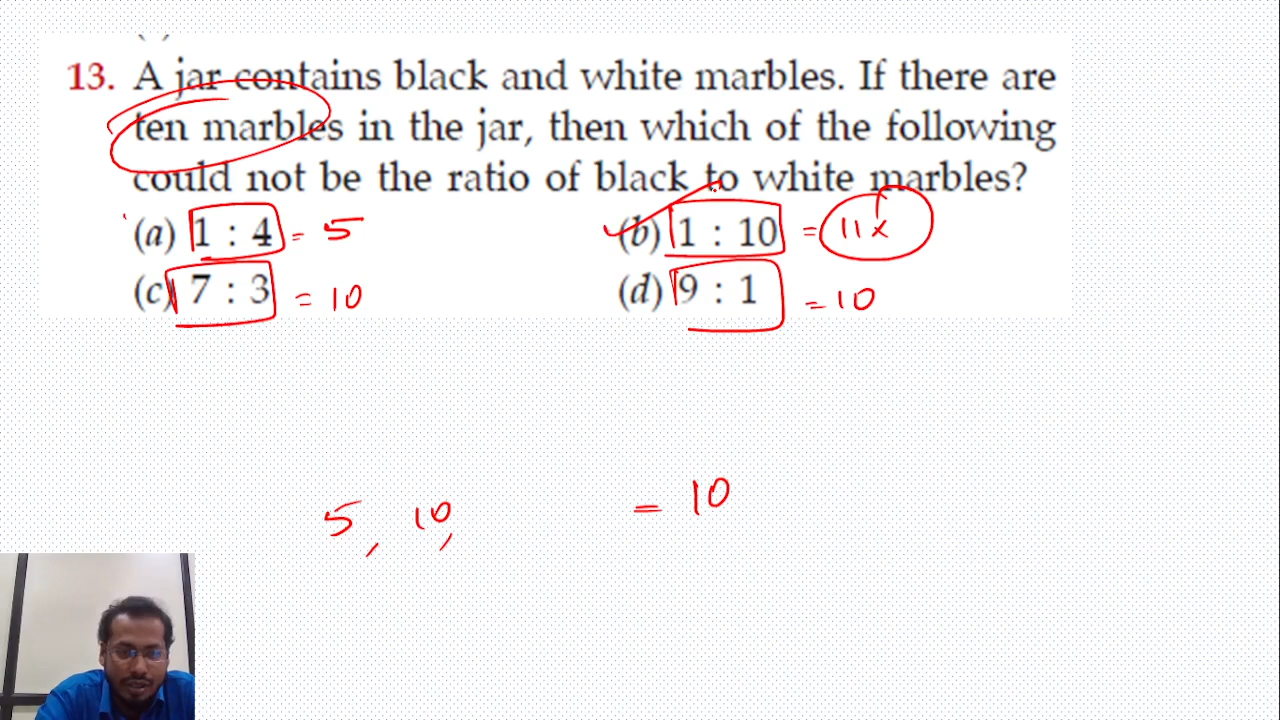 13. A jar contains black and white marbles. If there are
ten marbles in the jar, then which of the following
could not be the ratio of black to white marbles?
(a) 1 : 4 = 5
(b) 1 : 10 = 11x
(c) 7 : 3 = 10
(d) 9 : 1 = 10
5, 10, = 10